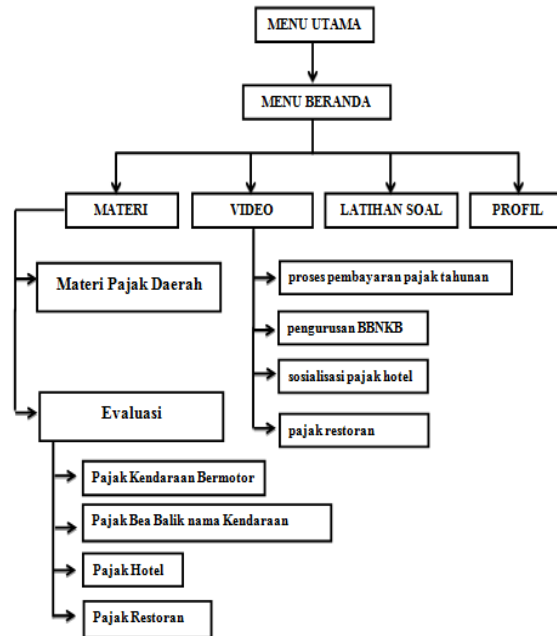 MENU UTAMA
MENU BERANDA
MATERI
VIDEO
LATIHAN SOAL
PROFIL
Materi Pajak Daerah
Evaluasi
Pajak Kendaraan Bermotor
Pajak Bea Balik nama Kendaraan
Pajak Hotel
Pajak Restoran
proses pembayaran pajak tahunan
pengurusan BBNKB
sosialisasi pajak hotel
pajak restoran